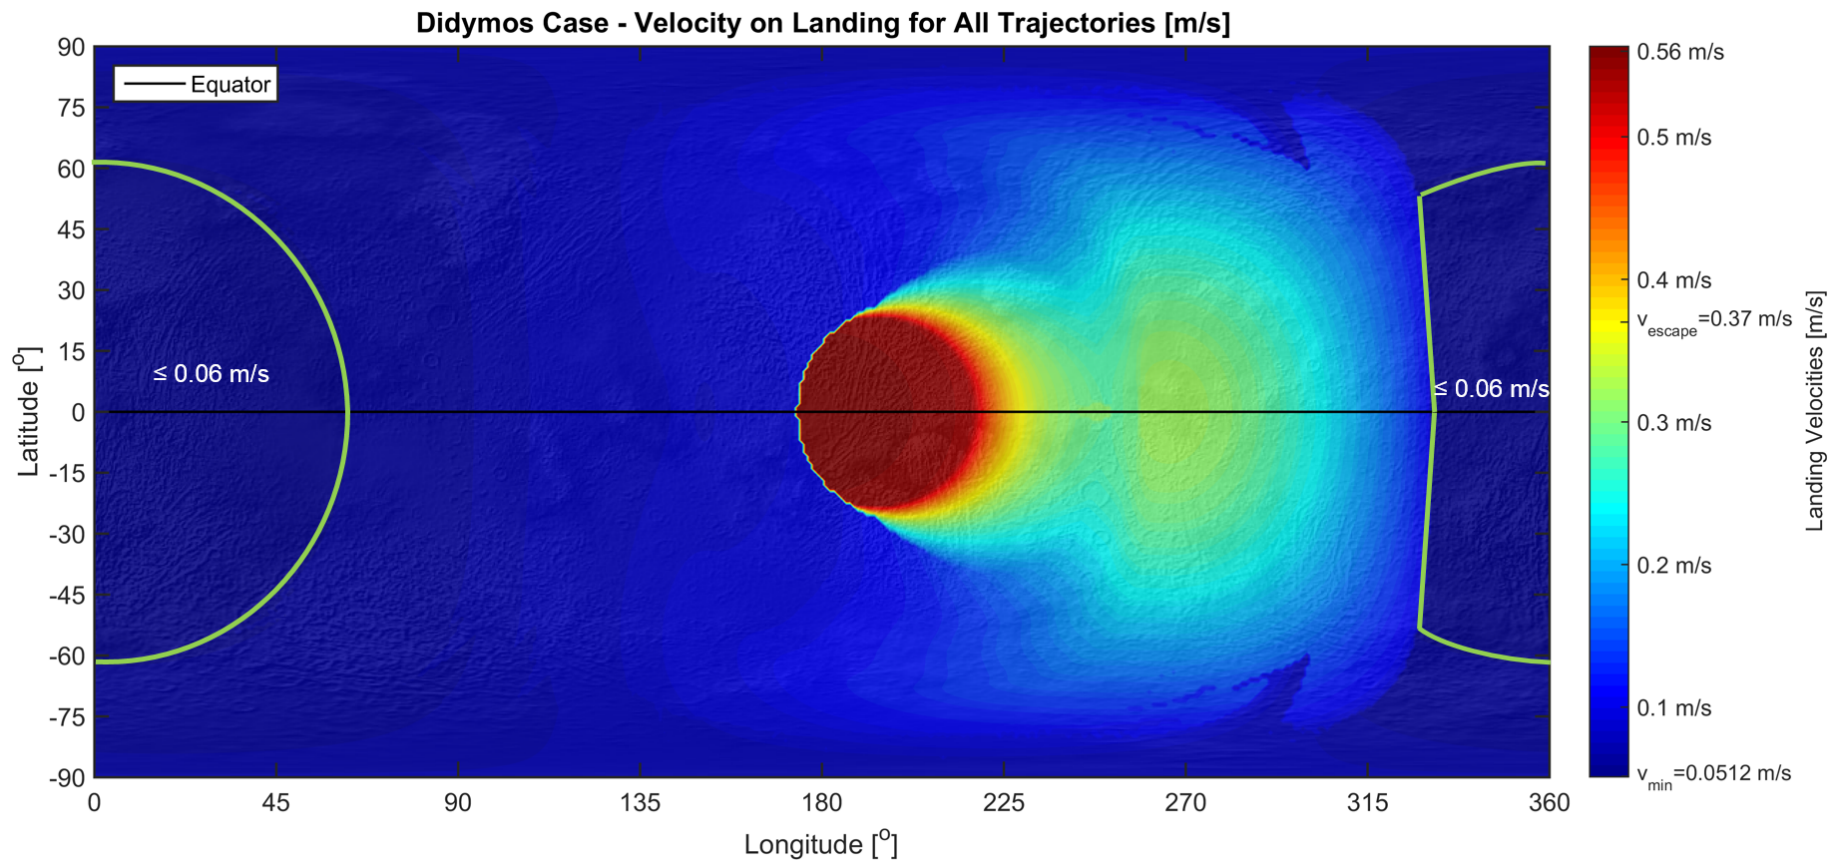 Didymos Case - Velocity on Landing for All Trajectories [m/s]
Equator
90
75
60
45
30
15
0
-15
-30
-45
-60
-75
-90
Latitude [o]
≤ 0.06 m/s
≤ 0.06 m/s
0
45
90
135
180
225
270
315
360
Longitude [o]
0.56 m/s
0.5 m/s
0.4 m/s
vescape=0.37 m/s
0.3 m/s
0.2 m/s
0.1 m/s
vmin=0.0512 m/s
Landing Velocities [m/s]